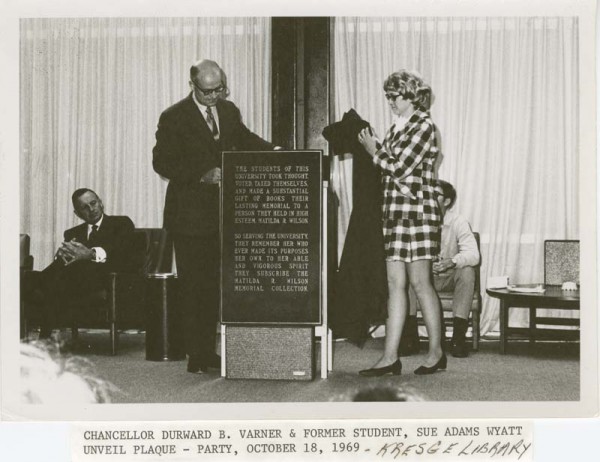 THE STUDENTS OF THIS
UNIVERSITY TOOK THOUGHT,
VOTED, TAXED THEMSELVES,
AND MADE A SUBSTANTIAL
GIFT OF BOOKS THEIR
LASTING MEMORIAL TO A
PERSON THEY HELD IN HIGH
ESTEEM, MATILDA R. WILSON.
SO SERVING THE UNIVERSITY
THEY REMEMBER HER WHO
EVER MADE ITS PURPOSES
HER OWN. TO HER ABLE
AND VIGOROUS SPIRIT
THEY SUBSCRIBE THE
MATILDA R. WILSON
MEMORIAL COLLECTION.
CHANCELLOR DURWARD B. VARNER & FORMER STUDENT, SUE ADAMS WYATT
UNVEIL PLAQUE - PARTY, OCTOBER 18, 1969 - KRESGE LIBRARY